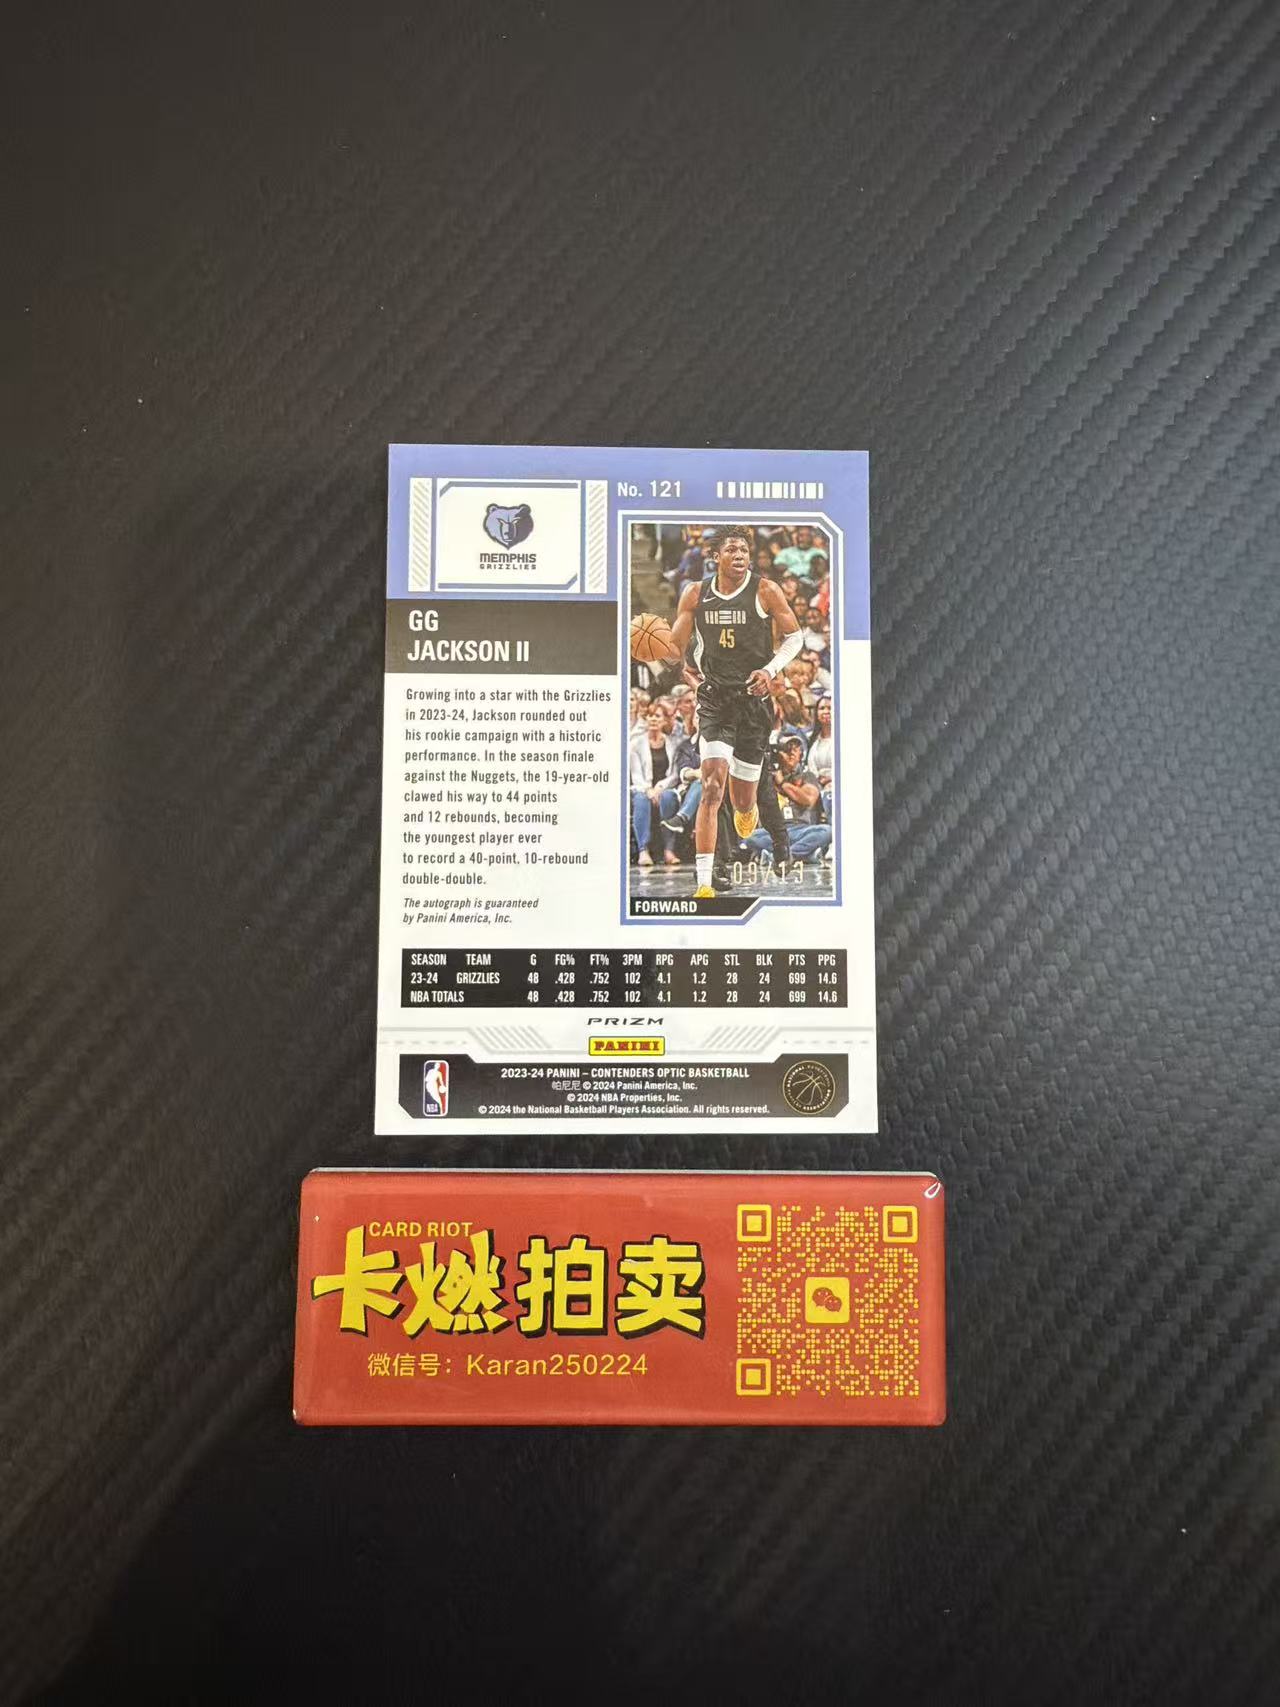 No. 121
MEMPHIS
GRIZZLIES
GG
JACKSON II
45
Growing into a star with the Grizzlies
in 2023-24, Jackson rounded out
his rookie campaign with a historic
performance. In the season finale
against the Nuggets, the 19-year-old
clawed his way to 44 points
and 12 rebounds, becoming
the youngest player ever
to record a 40-point, 10-rebound
double-double.
The autograph is guaranteed
by Panini America, Inc.
09/13
FORWARD
SEASON TEAM G FG% FT% 3PM RPG APG STL BLK PTS PPG
23-24 GRIZZLIES 48 .428 .752 102 4.1 1.2 28 24 699 14.6
NBA TOTALS 48 .428 .752 102 4.1 1.2 28 24 699 14.6
PRIZM
PANINI
2023-24 PANINI – CONTENDERS OPTIC BASKETBALL
帕尼尼 © 2024 Panini America, Inc.
© 2024 NBA Properties, Inc.
© 2024 the National Basketball Players Association. All rights reserved.
NBA
CARD RIOT
卡燃拍卖
微信号：Karan250224